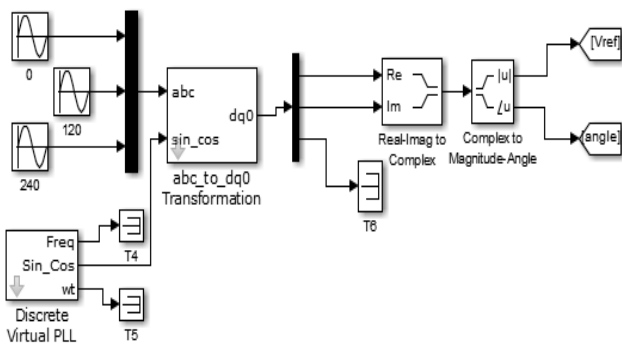 0
120
240
abc
sin_cos
dq0
abc_to_dq0
Transformation
Freq
Sin_Cos
wt
Discrete
Virtual PLL
T4
T5
Re
Im
Real-Imag to
Complex
|u|
∠u
Complex to
Magnitude-Angle
T6
[Vref]
[angle]